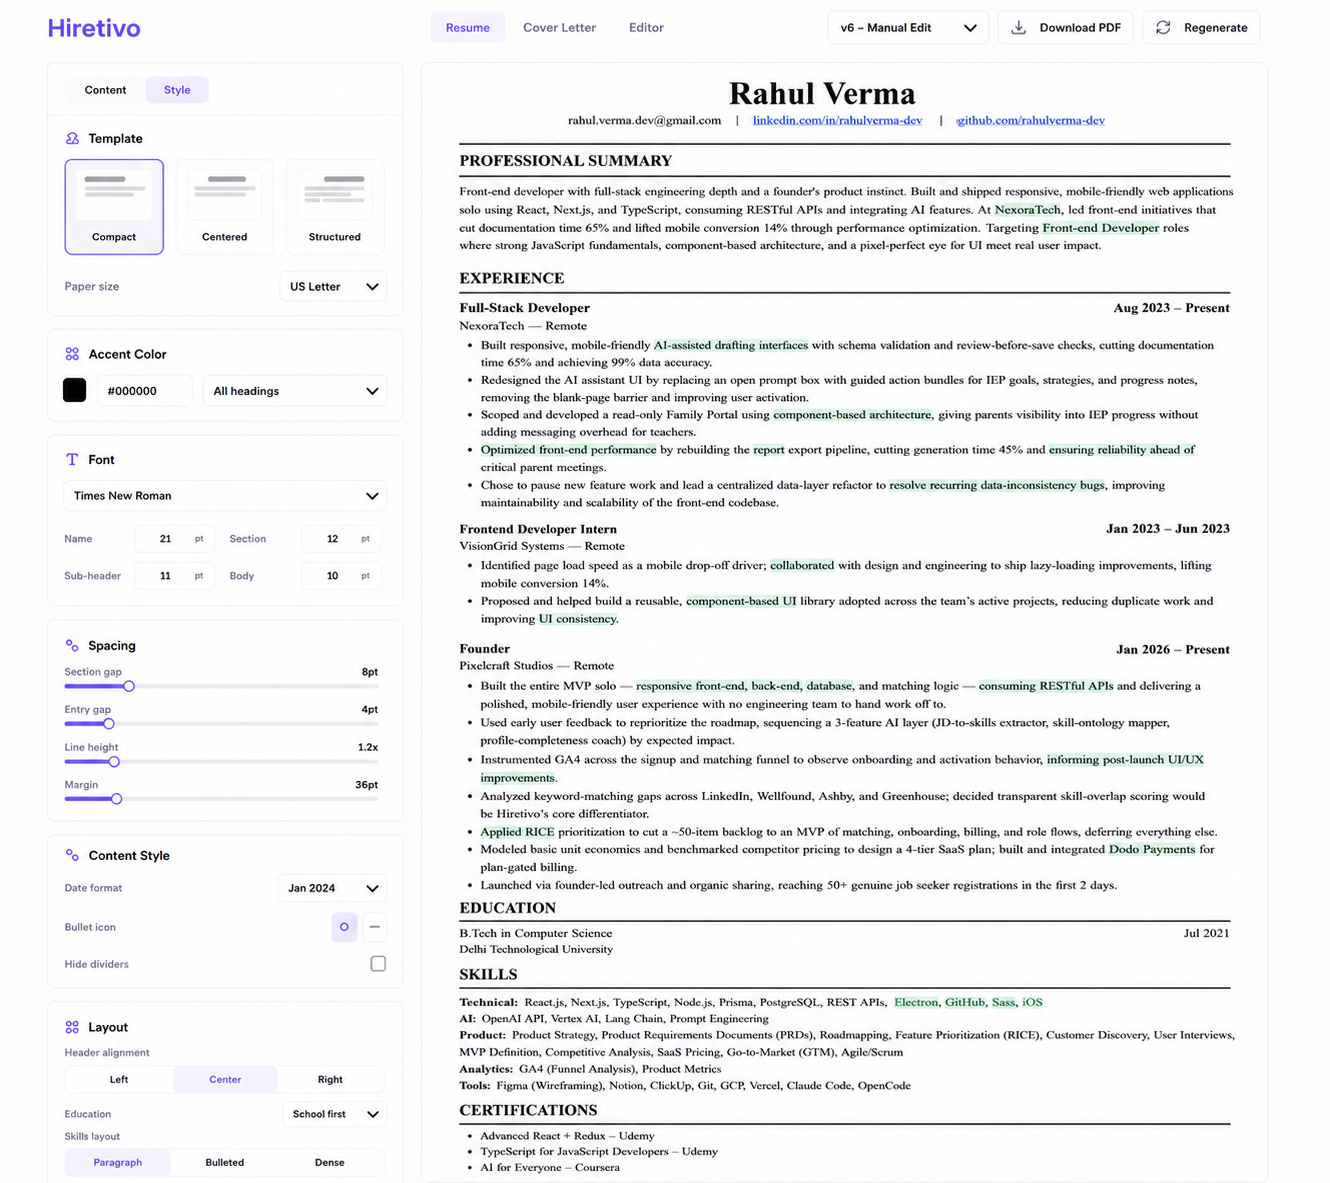 Hiretivo
Resume Cover Letter Editor
v6 – Manual Edit Download PDF Regenerate
Content Style
Template
Compact Centered Structured
Paper size US Letter
Accent Color
#000000 All headings
Font
Times New Roman
Name 21 pt Section 12 pt
Sub-header 11 pt Body 10 pt
Spacing
Section gap 8pt
Entry gap 4pt
Line height 1.2x
Margin 36pt
Content Style
Date format Jan 2024
Bullet icon
Hide dividers
Layout
Header alignment
Left Center Right
Education School first
Skills layout
Paragraph Bulleted Dense
Rahul Verma
rahul.verma.dev@gmail.com | linkedin.com/in/rahulverma-dev | github.com/rahulverma-dev
PROFESSIONAL SUMMARY
Front-end developer with full-stack engineering depth and a founder's product instinct. Built and shipped responsive, mobile-friendly web applications
solo using React, Next.js, and TypeScript, consuming RESTful APIs and integrating AI features. At NexoraTech, led front-end initiatives that
cut documentation time 65% and lifted mobile conversion 14% through performance optimization. Targeting Front-end Developer roles
where strong JavaScript fundamentals, component-based architecture, and a pixel-perfect eye for UI meet real user impact.
EXPERIENCE
Full-Stack Developer Aug 2023 – Present
NexoraTech — Remote
• Built responsive, mobile-friendly AI-assisted drafting interfaces with schema validation and review-before-save checks, cutting documentation
time 65% and achieving 99% data accuracy.
• Redesigned the AI assistant UI by replacing an open prompt box with guided action bundles for IEP goals, strategies, and progress notes,
removing the blank-page barrier and improving user activation.
• Scoped and developed a read-only Family Portal using component-based architecture, giving parents visibility into IEP progress without
adding messaging overhead for teachers.
• Optimized front-end performance by rebuilding the report export pipeline, cutting generation time 45% and ensuring reliability ahead of
critical parent meetings.
• Chose to pause new feature work and lead a centralized data-layer refactor to resolve recurring data-inconsistency bugs, improving
maintainability and scalability of the front-end codebase.
Frontend Developer Intern Jan 2023 – Jun 2023
VisionGrid Systems — Remote
• Identified page load speed as a mobile drop-off driver; collaborated with design and engineering to ship lazy-loading improvements, lifting
mobile conversion 14%.
• Proposed and helped build a reusable, component-based UI library adopted across the team's active projects, reducing duplicate work and
improving UI consistency.
Founder Jan 2026 – Present
Pixelcraft Studios — Remote
• Built the entire MVP solo — responsive front-end, back-end, database, and matching logic — consuming RESTful APIs and delivering a
polished, mobile-friendly user experience with no engineering team to hand work off to.
• Used early user feedback to reprioritize the roadmap, sequencing a 3-feature AI layer (JD-to-skills extractor, skill-ontology mapper,
profile-completeness coach) by expected impact.
• Instrumented GA4 across the signup and matching funnel to observe onboarding and activation behavior, informing post-launch UI/UX
improvements.
• Analyzed keyword-matching gaps across LinkedIn, Wellfound, Ashby, and Greenhouse; decided transparent skill-overlap scoring would
be Hiretivo's core differentiator.
• Applied RICE prioritization to cut a ~50-item backlog to an MVP of matching, onboarding, billing, and role flows, deferring everything else.
• Modeled basic unit economics and benchmarked competitor pricing to design a 4-tier SaaS plan; built and integrated Dodo Payments for
plan-gated billing.
• Launched via founder-led outreach and organic sharing, reaching 50+ genuine job seeker registrations in the first 2 days.
EDUCATION
B.Tech in Computer Science Jul 2021
Delhi Technological University
SKILLS
Technical: React.js, Next.js, TypeScript, Node.js, Prisma, PostgreSQL, REST APIs, Electron, GitHub, Sass, iOS
AI: OpenAI API, Vertex AI, Lang Chain, Prompt Engineering
Product: Product Strategy, Product Requirements Documents (PRDs), Roadmapping, Feature Prioritization (RICE), Customer Discovery, User Interviews,
MVP Definition, Competitive Analysis, SaaS Pricing, Go-to-Market (GTM), Agile/Scrum
Analytics: GA4 (Funnel Analysis), Product Metrics
Tools: Figma (Wireframing), Notion, ClickUp, Git, GCP, Vercel, Claude Code, OpenCode
CERTIFICATIONS
• Advanced React + Redux – Udemy
• TypeScript for JavaScript Developers – Udemy
• AI for Everyone – Coursera